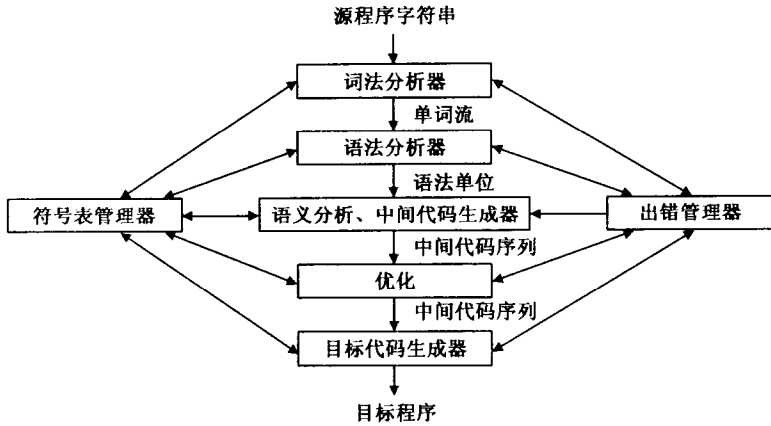 源程序字符串
词法分析器
单词流
语法分析器
语法单位
符号表管理器
语义分析、中间代码生成器
出错管理器
中间代码序列
优化
中间代码序列
目标代码生成器
目标程序